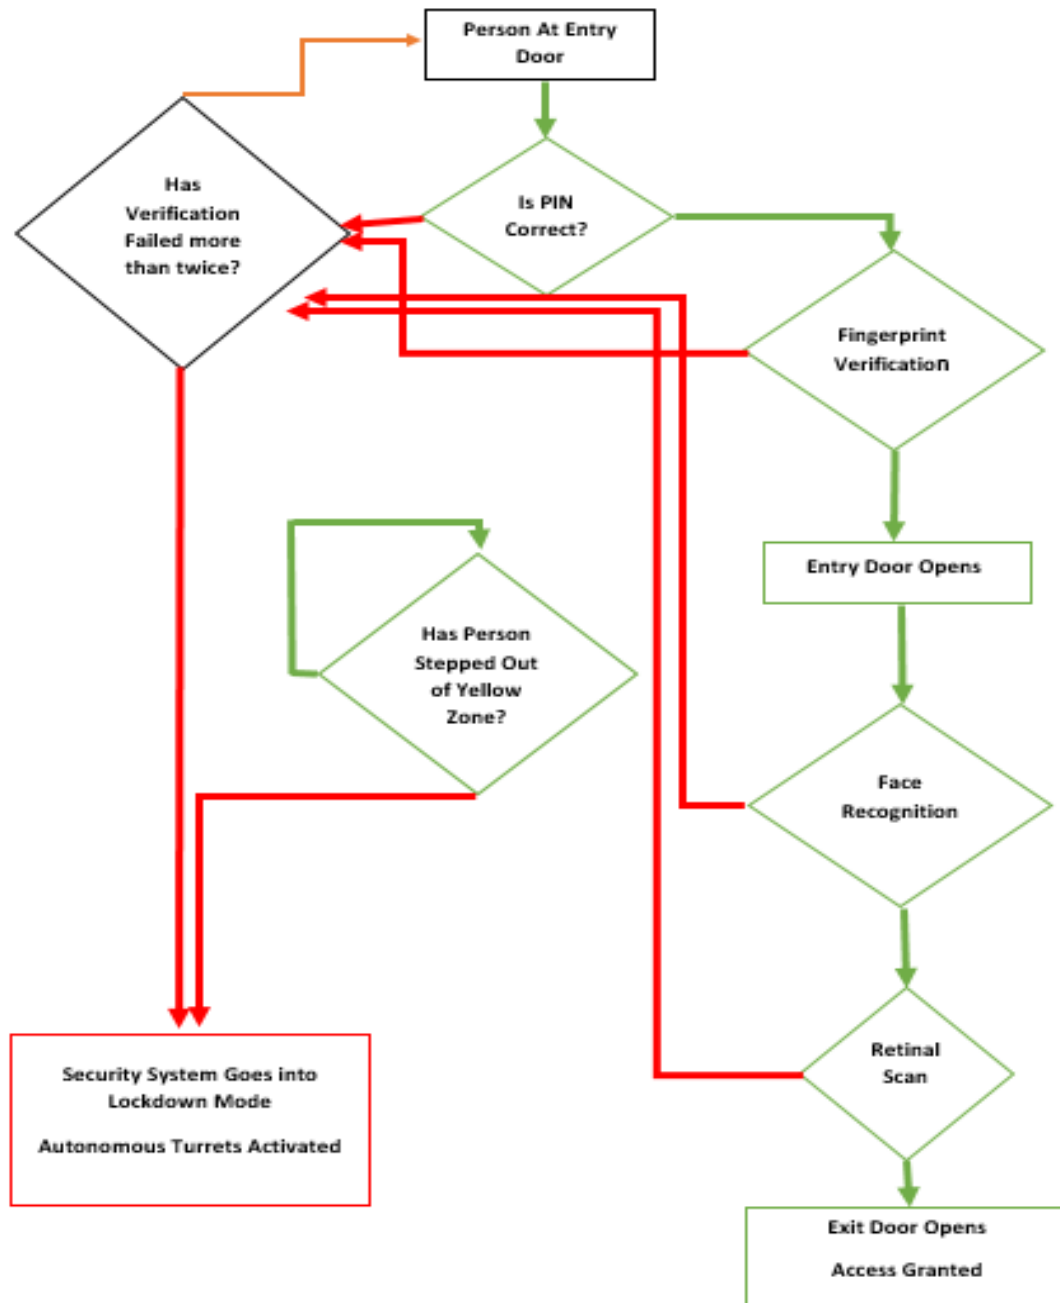 Person At Entry
Door
Has
Verification
Failed more
than twice?
Is PIN
Correct?
Fingerprint
Verification
Entry Door Opens
Has Person
Stepped Out
of Yellow
Zone?
Face
Recognition
Retinal
Scan
Security System Goes into
Lockdown Mode
Autonomous Turrets Activated
Exit Door Opens
Access Granted